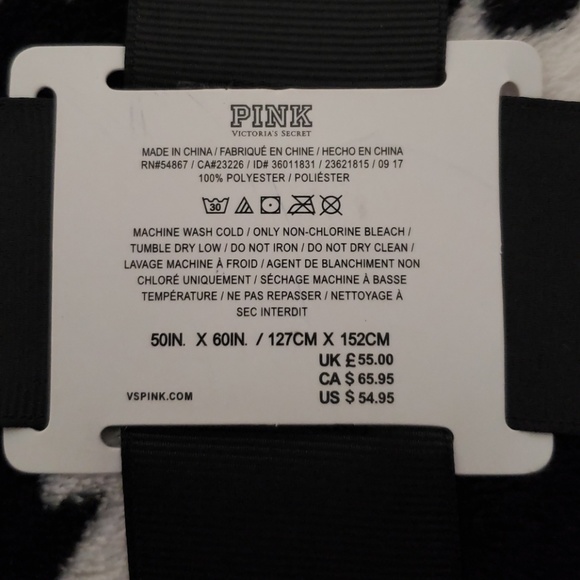 PINK
VICTORIA'S SECRET
MADE IN CHINA / FABRIQUÉ EN CHINE / HECHO EN CHINA
RN#54867 / CA#23226 / ID# 36011831 / 23621815 / 09 17
100% POLYESTER / POLIÉSTER
30
MACHINE WASH COLD / ONLY NON-CHLORINE BLEACH /
TUMBLE DRY LOW / DO NOT IRON / DO NOT DRY CLEAN /
LAVAGE MACHINE À FROID / AGENT DE BLANCHIMENT NON
CHLORÉ UNIQUEMENT / SÉCHAGE MACHINE À BASSE
TEMPÉRATURE / NE PAS REPASSER / NETTOYAGE À
SEC INTERDIT
50IN. X 60IN. / 127CM X 152CM
UK £ 55.00
CA $ 65.95
VSPINK.COM US $ 54.95